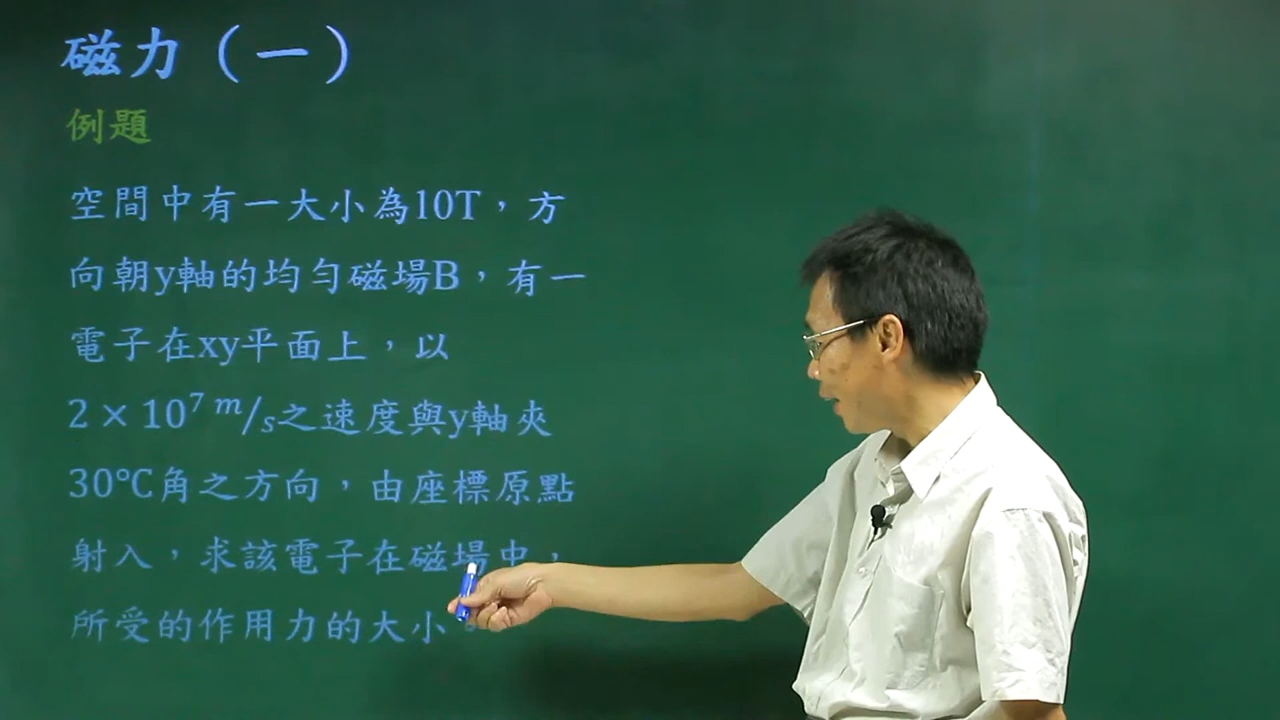 磁力（一）
例題
空間中有一大小為10T，方
向朝y軸的均勻磁場B，有一
電子在xy平面上，以
2 × 10⁷ m/s之速度與y軸夾
30℃角之方向，由座標原點
射入，求該電子在磁場中，
所受的作用力的大小。